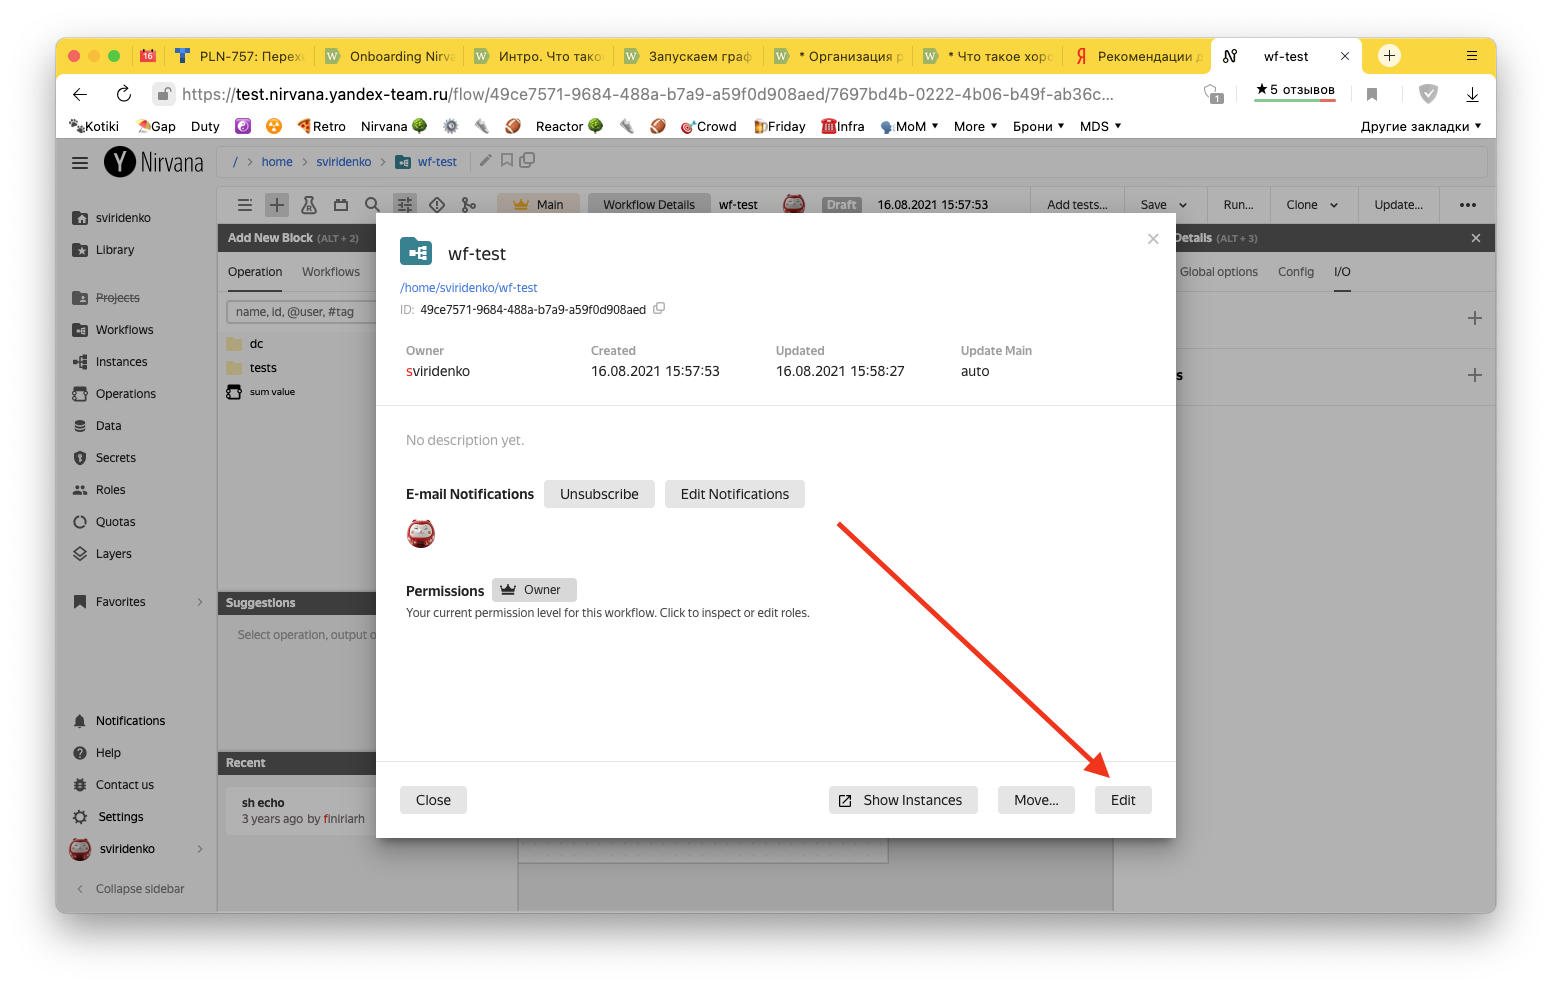 16
PLN-757: Перех
Onboarding Nirva
Интро. Что тако
Запускаем граф
* Организация р
* Что такое хоро
Рекомендации д
wf-test
https://test.nirvana.yandex-team.ru/flow/49ce7571-9684-488a-b7a9-a59f0d908aed/7697bd4b-0222-4b06-b49f-ab36c...
1
★5 отзывов
Kotiki
Gap
Duty
Retro
Nirvana
Reactor
Crowd
Friday
Infra
MoM
More
Брони
MDS
Другие закладки
Y Nirvana
/ > home > sviridenko > wf-test
Main
Workflow Details
wf-test
Draft
16.08.2021 15:57:53
Add tests...
Save
Run...
Clone
Update...
sviridenko
Library
Projects
Workflows
Instances
Operations
Data
Secrets
Roles
Quotas
Layers
Favorites
Notifications
Help
Contact us
Settings
sviridenko
Collapse sidebar
Add New Block (ALT + 2)
Operation
Workflows
name, id, @user, #tag
dc
tests
sum value
Suggestions
Select operation, output o
Recent
sh echo
3 years ago by finiriarh
wf-test
/home/sviridenko/wf-test
ID: 49ce7571-9684-488a-b7a9-a59f0d908aed
Owner
Created
Updated
Update Main
sviridenko
16.08.2021 15:57:53
16.08.2021 15:58:27
auto
No description yet.
E-mail Notifications
Unsubscribe
Edit Notifications
Permissions
Owner
Your current permission level for this workflow. Click to inspect or edit roles.
Close
Show Instances
Move...
Edit
Details (ALT + 3)
Global options
Config
I/O
s